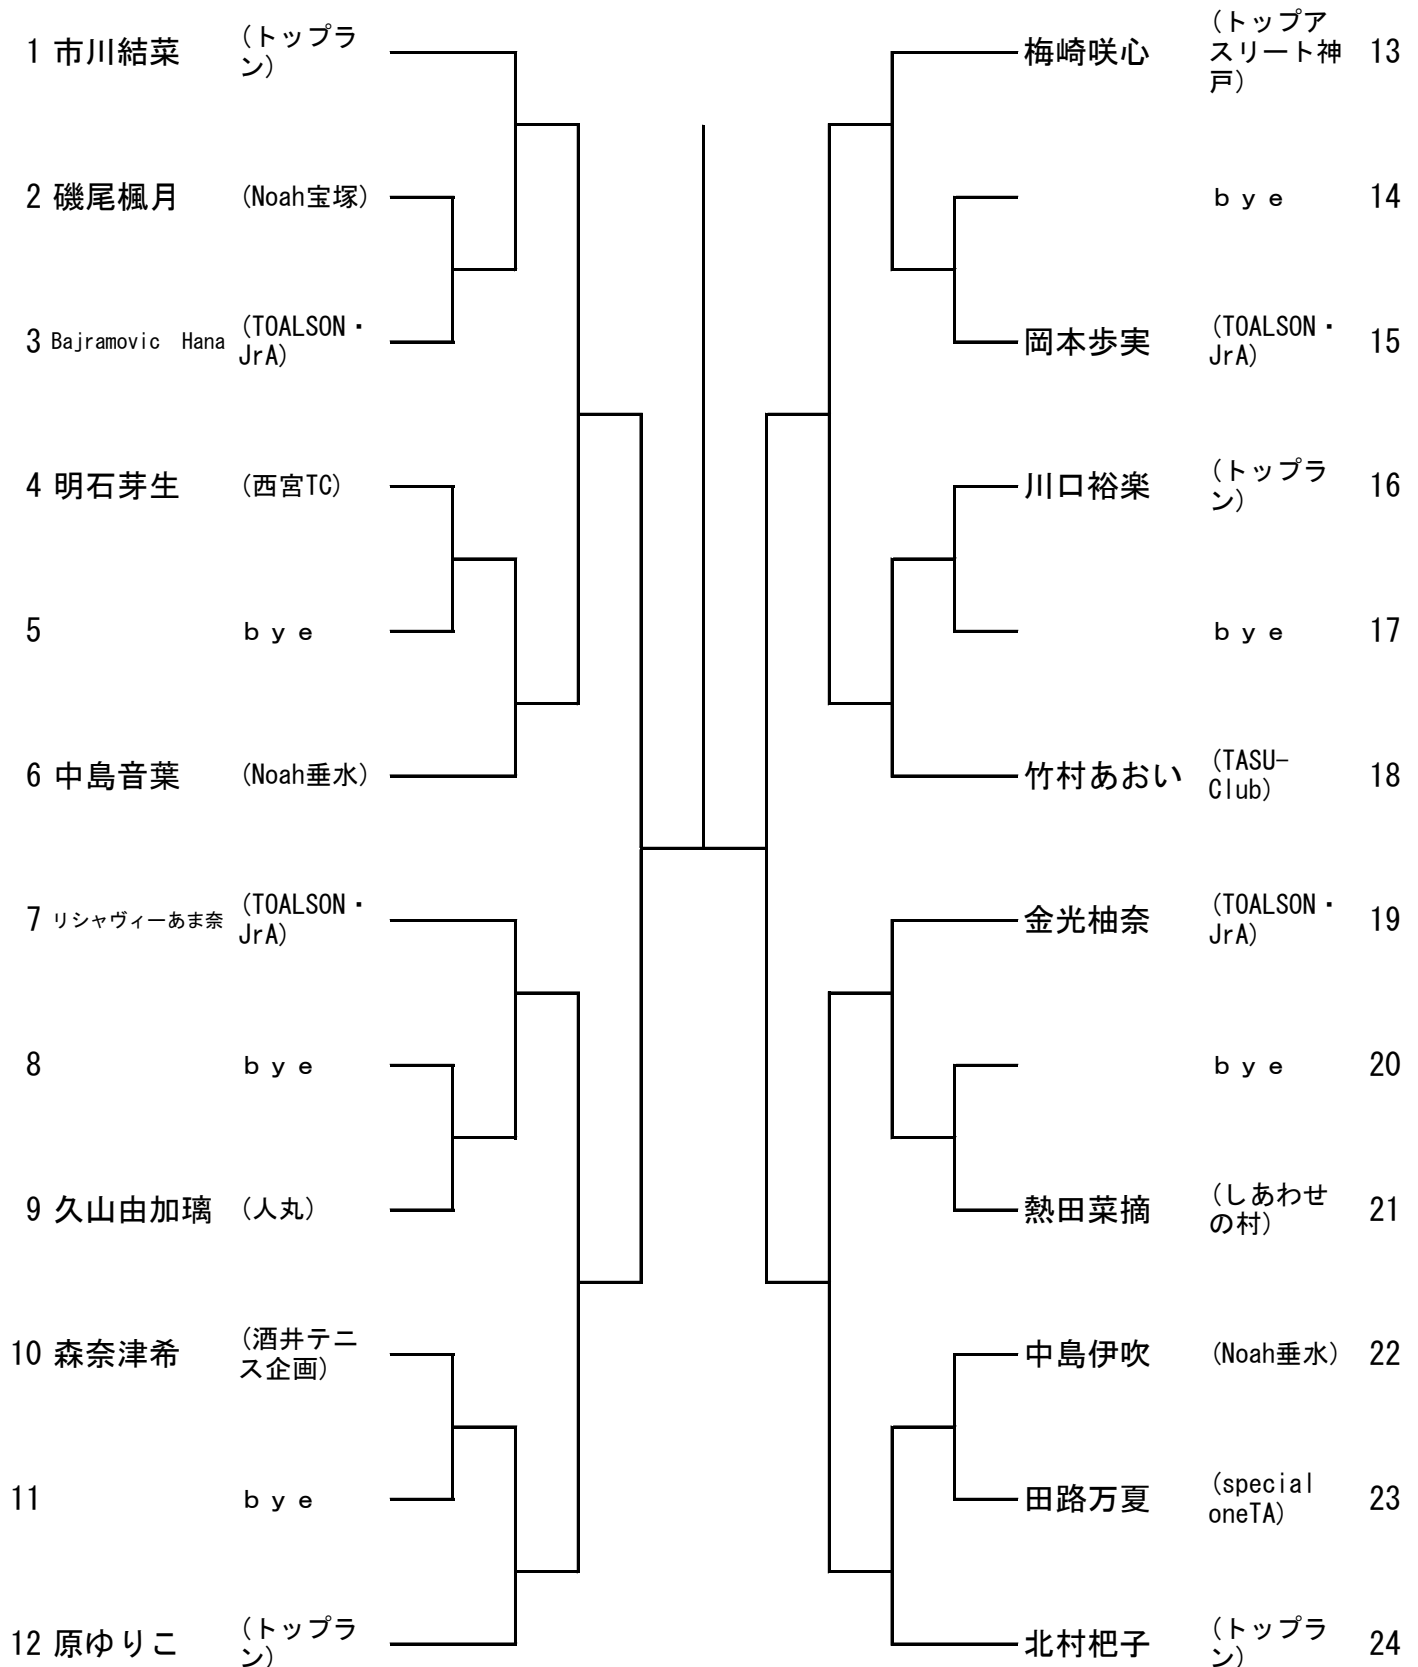 1 市川結菜 (トップラ
ン)
2 磯尾楓月 (Noah宝塚)
3 Bajramovic Hana (TOALSON・
JrA)
4 明石芽生 (西宮TC)
5 ｂｙｅ
6 中島音葉 (Noah垂水)
7 リシャヴィーあま奈 (TOALSON・
JrA)
8 ｂｙｅ
9 久山由加璃 (人丸)
10 森奈津希 (酒井テニ
ス企画)
11 ｂｙｅ
12 原ゆりこ (トップラ
ン)
梅崎咲心 (トップア
スリート神
戸) 13
ｂｙｅ 14
岡本歩実 (TOALSON・
JrA) 15
川口裕楽 (トップラ
ン) 16
ｂｙｅ 17
竹村あおい (TASU-
Club) 18
金光柚奈 (TOALSON・
JrA) 19
ｂｙｅ 20
熱田菜摘 (しあわせ
の村) 21
中島伊吹 (Noah垂水) 22
田路万夏 (special
oneTA) 23
北村杷子 (トップラ
ン) 24